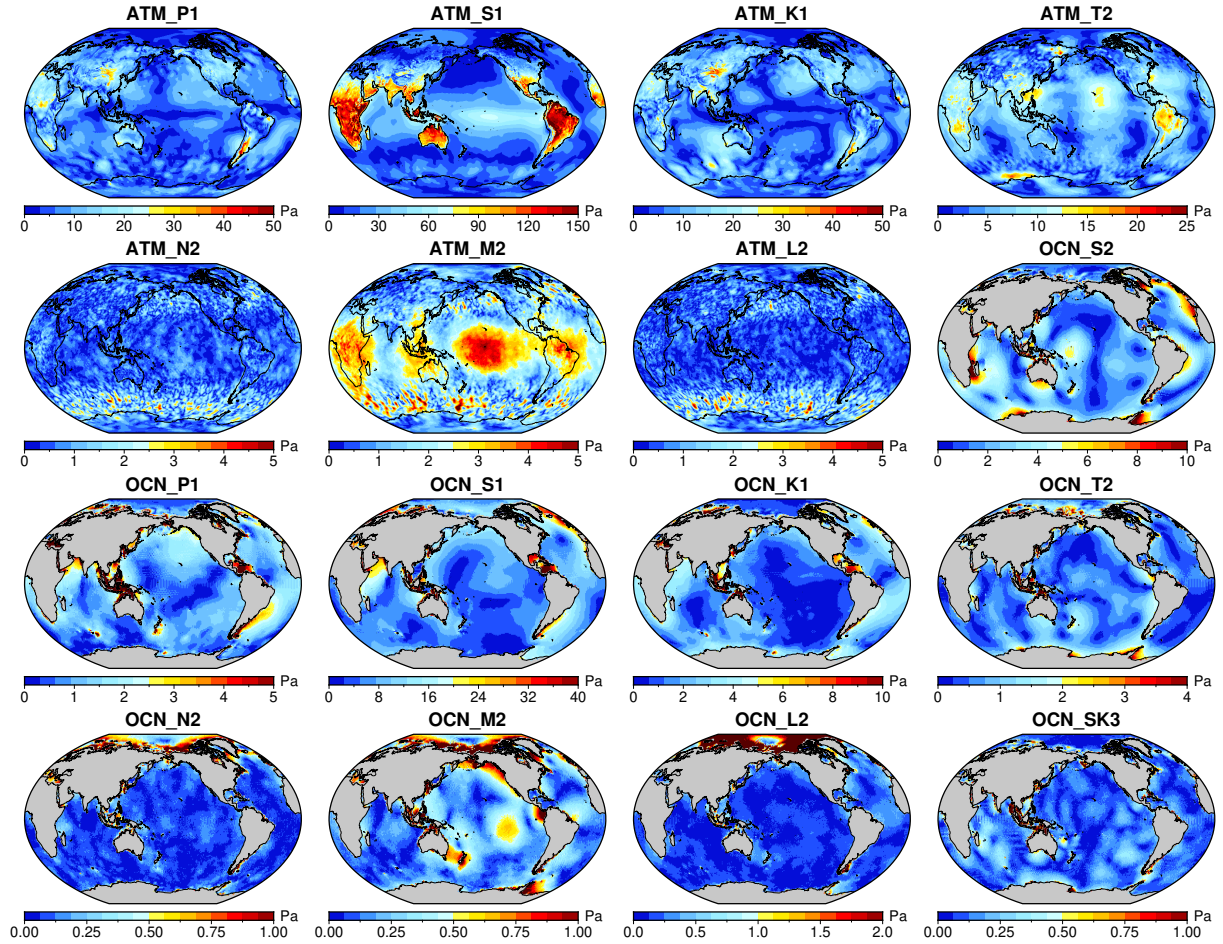 ATM_P1 ATM_S1 ATM_K1 ATM_T2
0 10 20 30 40 50 Pa 0 30 60 90 120 150 Pa 0 10 20 30 40 50 Pa 0 5 10 15 20 25 Pa
ATM_N2 ATM_M2 ATM_L2 OCN_S2
0 1 2 3 4 5 Pa 0 1 2 3 4 5 Pa 0 1 2 3 4 5 Pa 0 2 4 6 8 10 Pa
OCN_P1 OCN_S1 OCN_K1 OCN_T2
0 1 2 3 4 5 Pa 0 8 16 24 32 40 Pa 0 2 4 6 8 10 Pa 0 1 2 3 4 Pa
OCN_N2 OCN_M2 OCN_L2 OCN_SK3
0.00 0.25 0.50 0.75 1.00 Pa 0.00 0.25 0.50 0.75 1.00 Pa 0.0 0.5 1.0 1.5 2.0 Pa 0.00 0.25 0.50 0.75 1.00 Pa